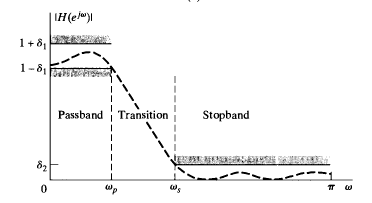 |H(e^{jω})|
1 + δ₁
1 – δ₁
Passband Transition Stopband
δ₂
0 ωₚ ωₛ π ω